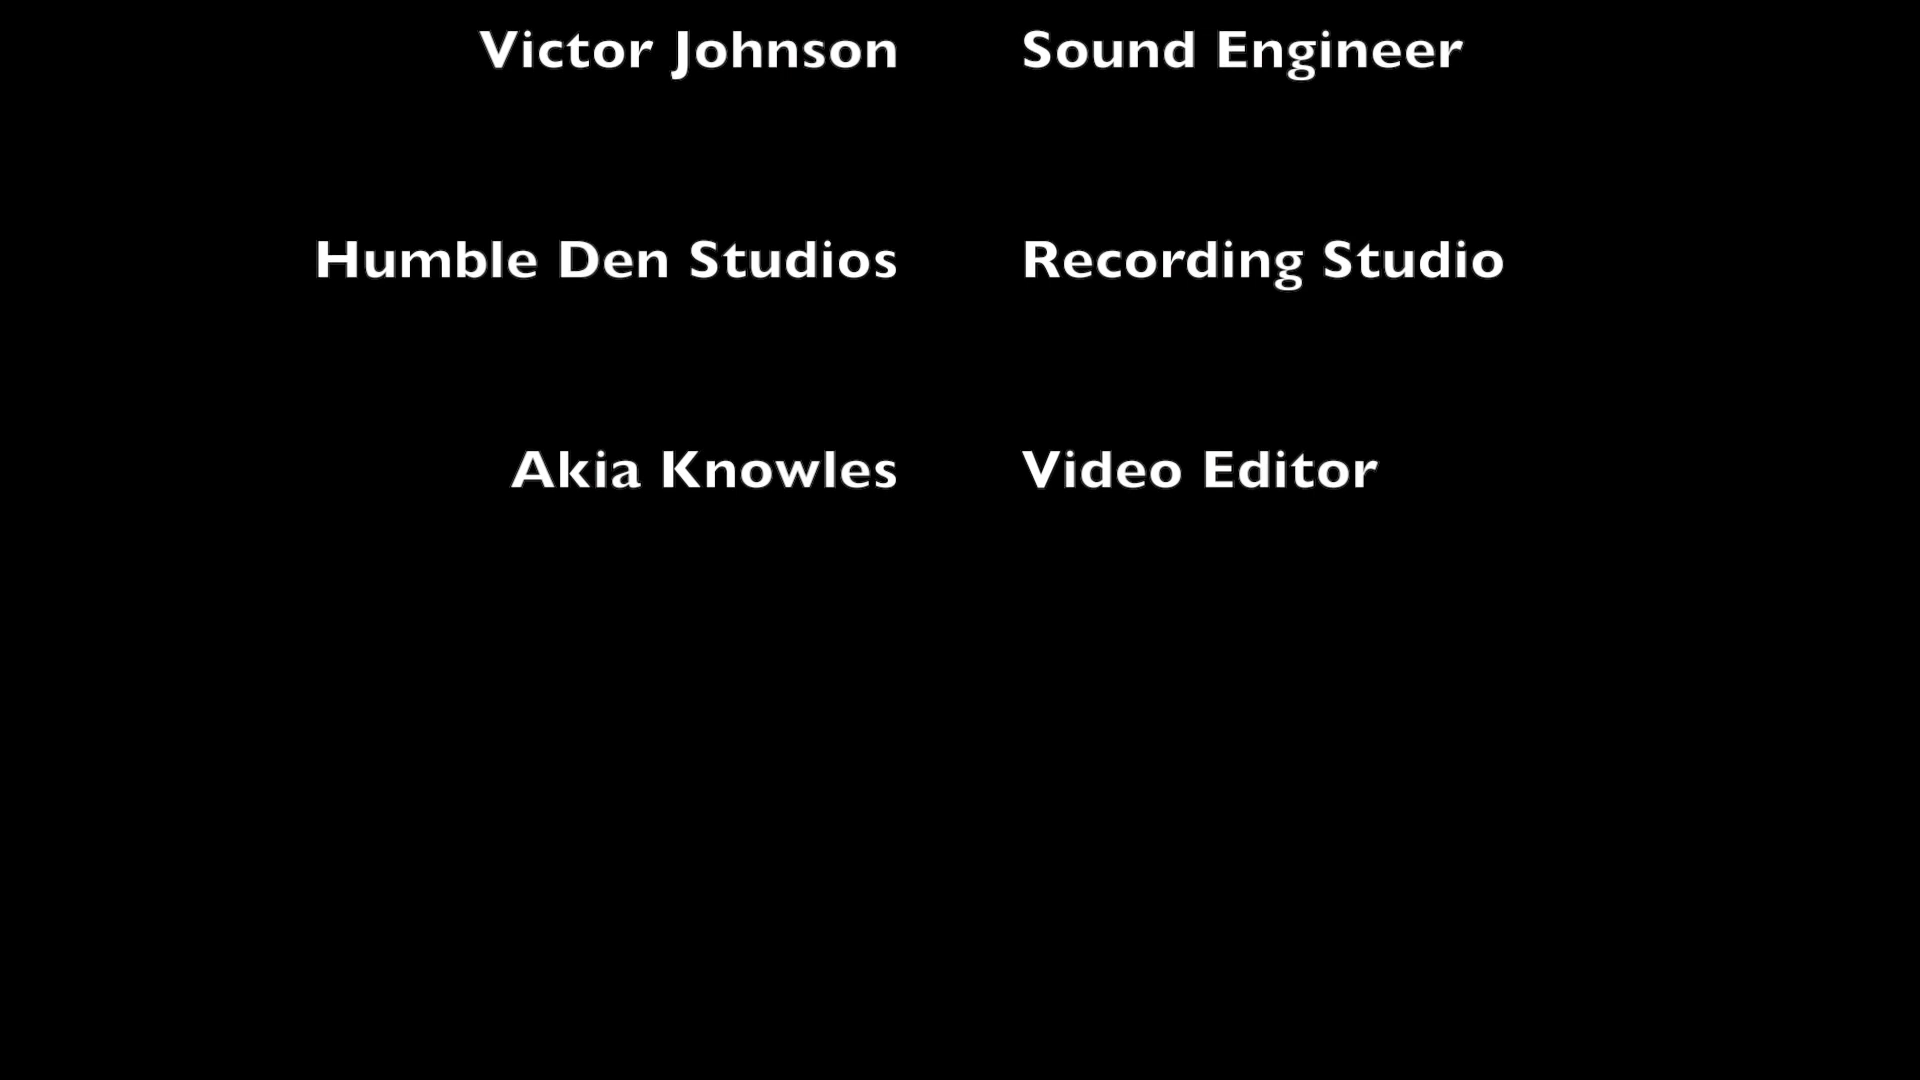 Victor Johnson Sound Engineer
Humble Den Studios Recording Studio
Akia Knowles Video Editor